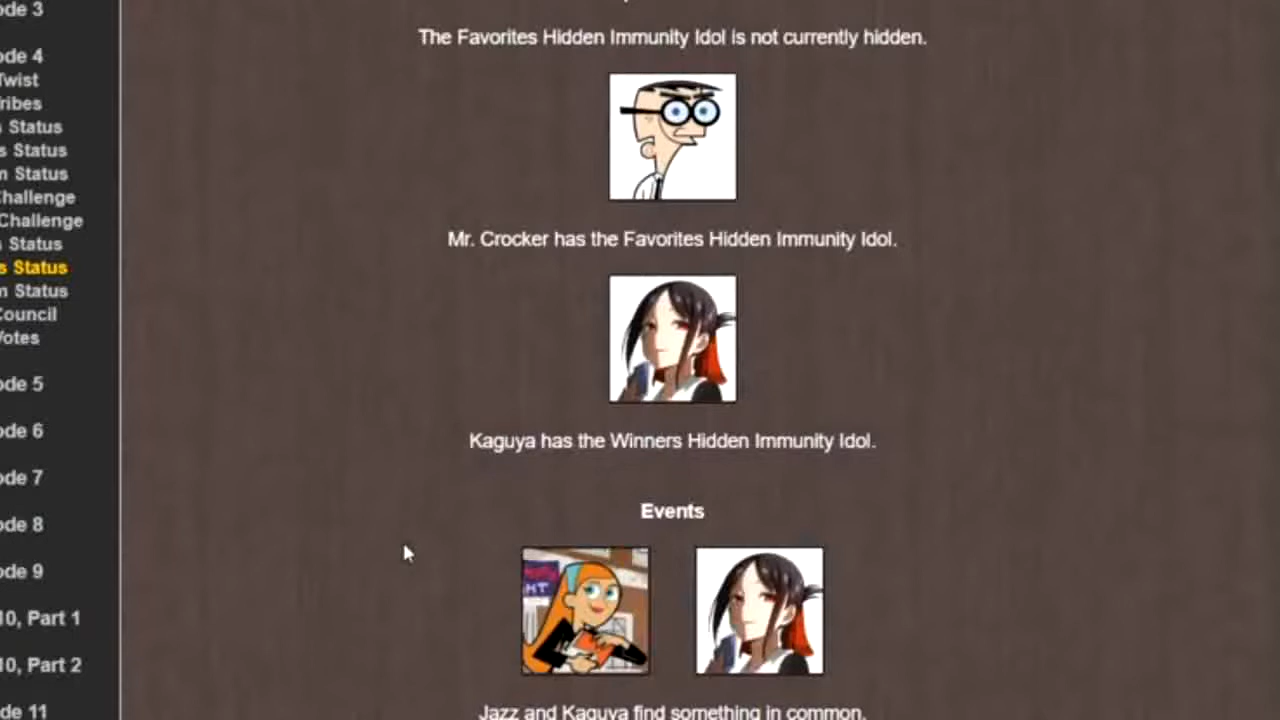 ode 3
ode 4
Twist
ribes
s Status
s Status
m Status
Challenge
Challenge
s Status
s Status
m Status
Council
Votes
ode 5
ode 6
ode 7
ode 8
ode 9
10, Part 1
10, Part 2
de 11
The Favorites Hidden Immunity Idol is not currently hidden.
Mr. Crocker has the Favorites Hidden Immunity Idol.
Kaguya has the Winners Hidden Immunity Idol.
Events
Jazz and Kaguya find something in common.